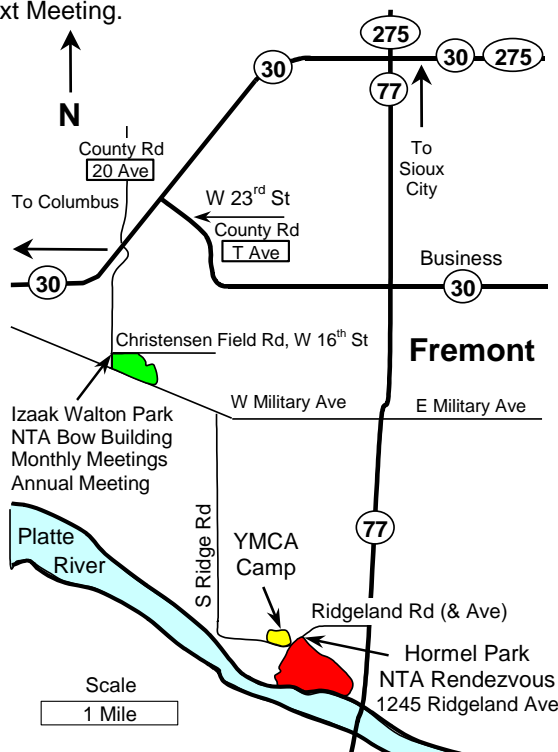 xt Meeting.
275
30
30
275
77
N
County Rd
20 Ave
To
Sioux
City
To Columbus
W 23rd St
County Rd
T Ave
Business
30
30
Christensen Field Rd, W 16th St
Fremont
W Military Ave
E Military Ave
Izaak Walton Park
NTA Bow Building
Monthly Meetings
Annual Meeting
S Ridge Rd
77
Platte
River
YMCA
Camp
Ridgeland Rd (& Ave)
Hormel Park
NTA Rendezvous
1245 Ridgeland Ave
Scale
1 Mile